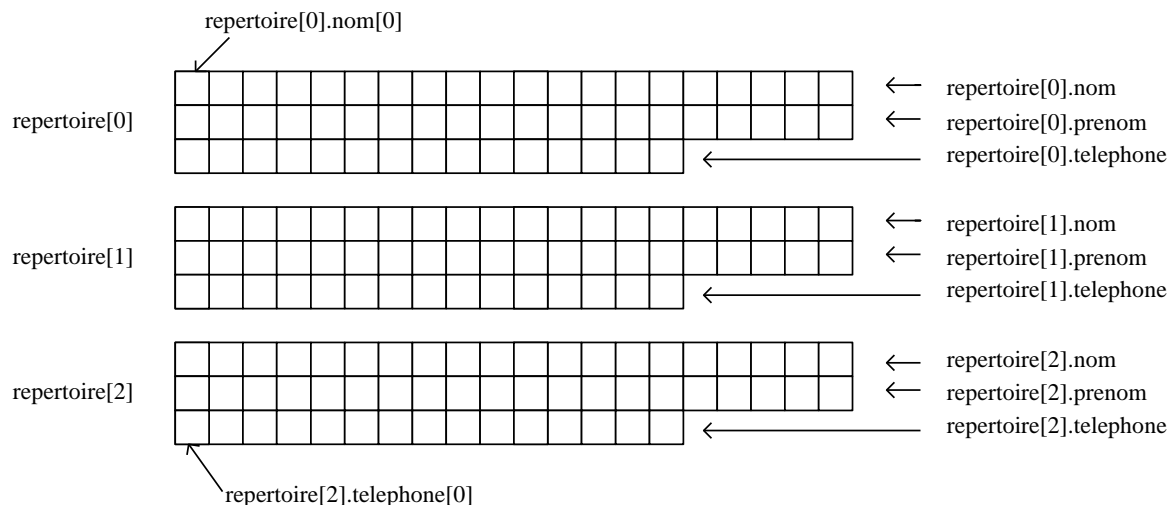 repertoire[0].nom[0]
repertoire[0].nom
repertoire[0]
repertoire[0].prenom
repertoire[0].telephone
repertoire[1].nom
repertoire[1]
repertoire[1].prenom
repertoire[1].telephone
repertoire[2].nom
repertoire[2]
repertoire[2].prenom
repertoire[2].telephone
repertoire[2].telephone[0]